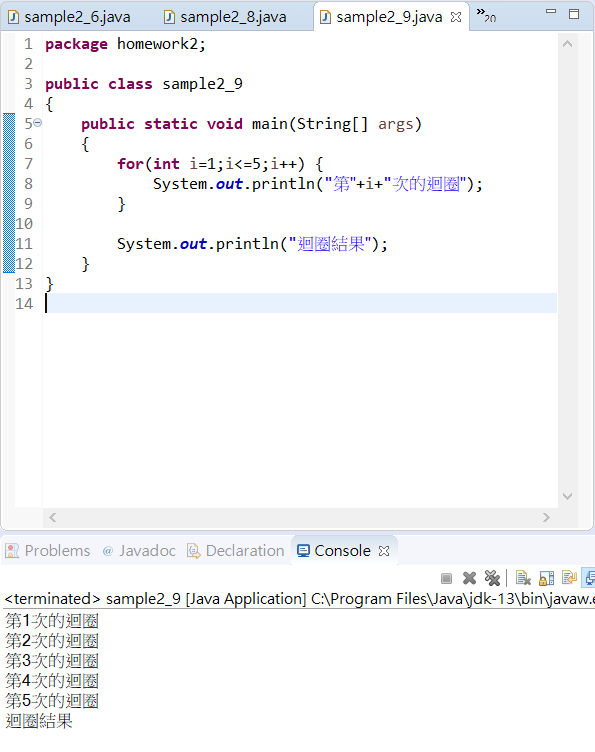 sample2_6.java sample2_8.java sample2_9.java »20
1 package homework2;
2
3 public class sample2_9
4 {
5 public static void main(String[] args)
6 {
7 for(int i=1;i<=5;i++) {
8 System.out.println("第"+i+"次的迴圈");
9 }
10
11 System.out.println("迴圈結果");
12 }
13 }
14
Problems @ Javadoc Declaration Console
<terminated> sample2_9 [Java Application] C:\Program Files\Java\jdk-13\bin\javaw.e
第1次的迴圈
第2次的迴圈
第3次的迴圈
第4次的迴圈
第5次的迴圈
迴圈結果